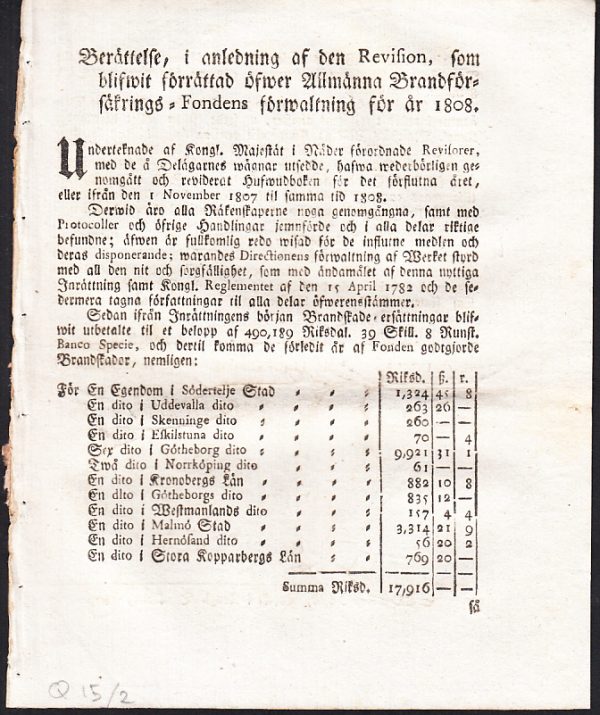 Berättelse, i anledning af den Revision, som
blifwit förrättad öfwer Allmänna Brandför-
säkrings-Fondens förwaltning för år 1808.
Underteknade af Kongl. Majestät i Nåder förordnade Revisorer,
med de å Delägarnes wägnar utsedde, hafwa wederbörligen ge-
nomgått och reviderat Hufwudboken för det förflutna året,
eller ifrån den 1 November 1807 til samma tid 1808.
Derwid äro alla Räkenskaperne noga genomgångna, samt med
Protocoller och öfrige Handlingar jemnförde och i alla delar riktige
befundne; äfwen är fullkomlig redo wisad för de influtne medlen och
deras disponerande; warandes Directionens förwaltning af Werket styrd
med all den nit och sorgfällighet, som med ändamålet af denna nyttiga
Inrättning samt Kongl. Reglementet af den 15 April 1782 och de se-
dermera tagna författningar til alla delar öfwerensstämmer.
Sedan ifrån Inrättningens början Brandskade-ersättningar blif-
wit utbetalte til et belopp af 490,189 Riksdal. 39 Skill. 8 Runst.
Banco Specie, och dertil komma de förledit år af Fonden godtgjorde
Brandskador, nemligen:
Riksd. ß. r.
För En Egendom i Södertelje Stad 1,324 45 8
En dito i Uddevalla dito 263 26 —
En dito i Skenninge dito 260 — —
En dito i Eskilstuna dito 70 — 4
Sex dito i Götheborg dito 9,921 31 1
Twå dito i Norrköping dito 61 — —
En dito i Kronobergs Län 882 10 8
En dito i Götheborgs dito 835 12 —
En dito i Westmanlands dito 157 4 4
En dito i Malmö Stad 3,314 21 9
En dito i Hernösand dito 56 20 2
En dito i Stora Kopparbergs Län 769 20 —
Summa Riksd. 17,916 — —
så
Q 15/2